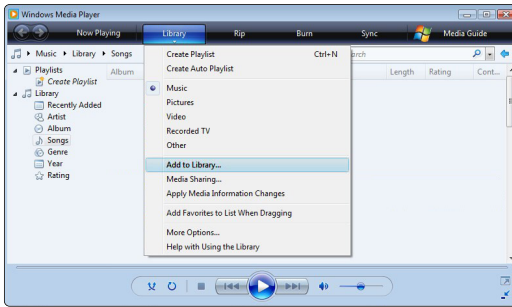 Windows Media Player
Now Playing Library Rip Burn Sync Media Guide
Music Library Songs
Album Length Rating Cont...
Playlists
Create Playlist
Library
Recently Added
Artist
Album
Songs
Genre
Year
Rating
Create Playlist Ctrl+N
Create Auto Playlist
Music
Pictures
Video
Recorded TV
Other
Add to Library...
Media Sharing...
Apply Media Information Changes
Add Favorites to List When Dragging
More Options...
Help with Using the Library